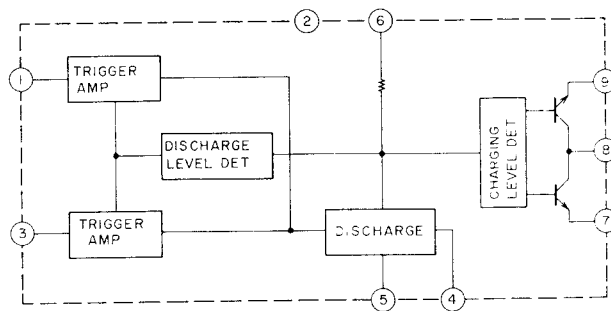 2
6
1
TRIGGER
AMP
9
DISCHARGE
LEVEL DET
CHARGING
LEVEL DET
8
3
TRIGGER
AMP
DISCHARGE
7
5
4